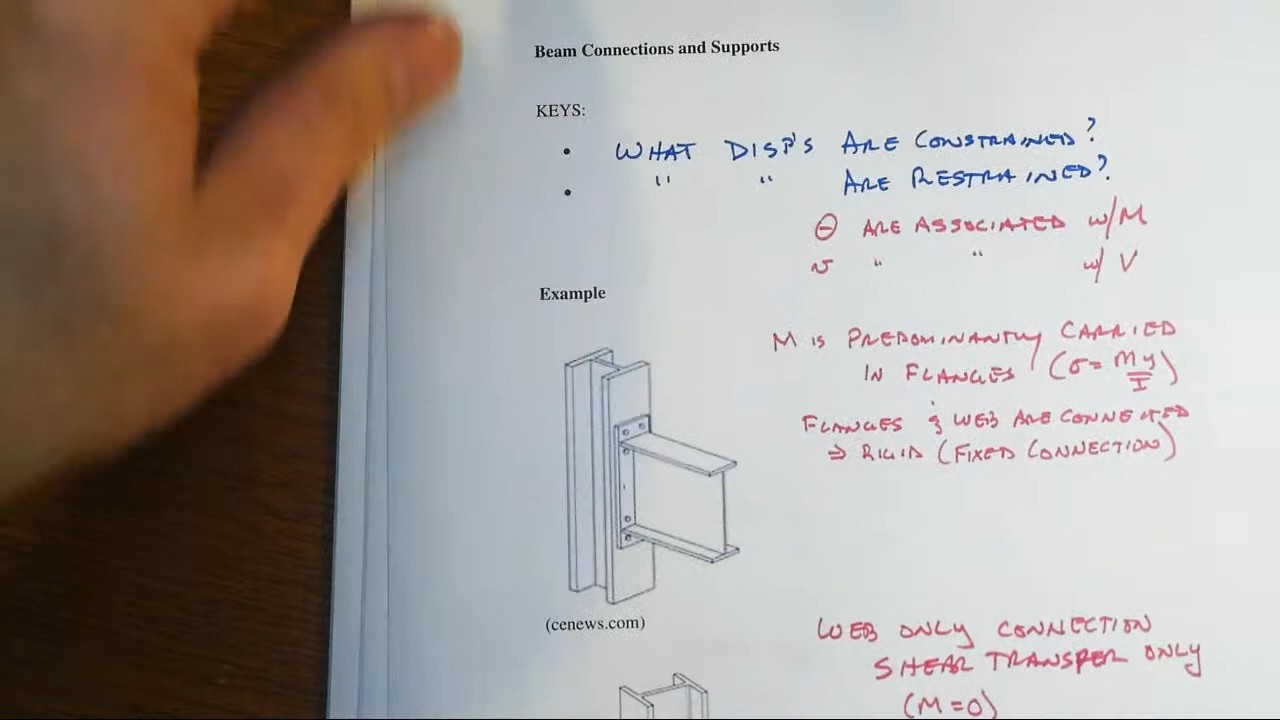 Beam Connections and Supports
KEYS:
• WHAT DISP'S ARE CONSTRAINED?
• " " ARE RESTRAINED?
θ ARE ASSOCIATED w/M
v " " w/ V
Example
M IS PREDOMINANTLY CARRIED
IN FLANGES (σ = My/I)
FLANGES & WEB ARE CONNECTED
⇒ RIGID (FIXED CONNECTION)
(cenews.com)
WEB ONLY CONNECTION
SHEAR TRANSFER ONLY
(M=0)